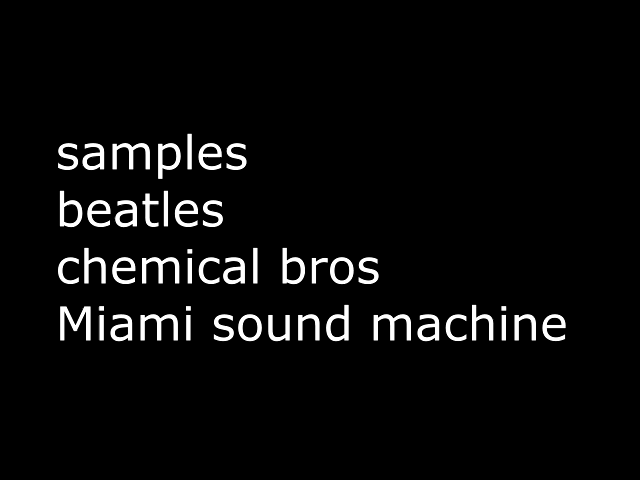 samples
beatles
chemical bros
Miami sound machine